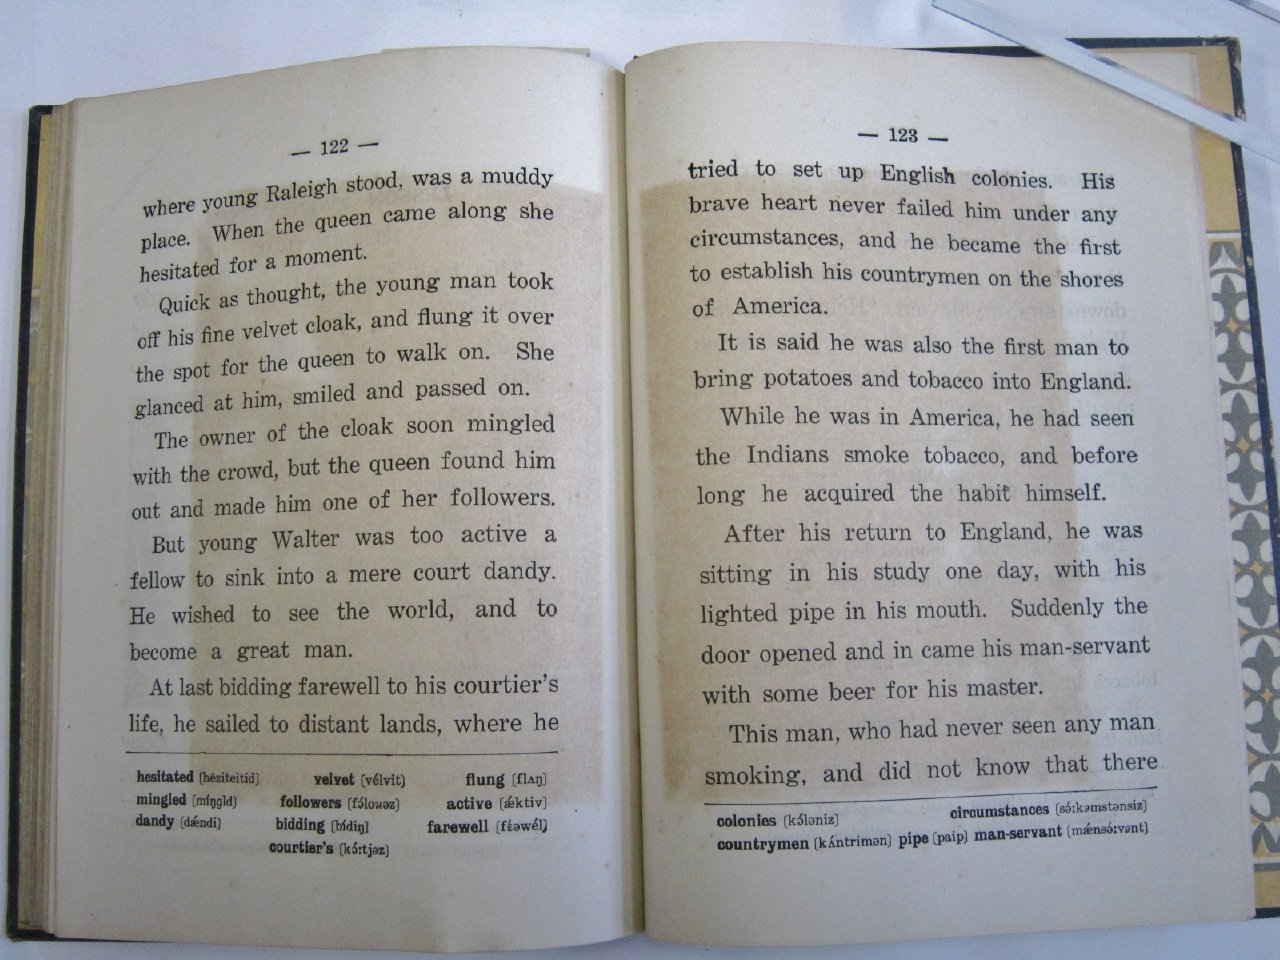 — 122 —
where young Raleigh stood, was a muddy
place. When the queen came along she
hesitated for a moment.
Quick as thought, the young man took
off his fine velvet cloak, and flung it over
the spot for the queen to walk on. She
glanced at him, smiled and passed on.
The owner of the cloak soon mingled
with the crowd, but the queen found him
out and made him one of her followers.
But young Walter was too active a
fellow to sink into a mere court dandy.
He wished to see the world, and to
become a great man.
At last bidding farewell to his courtier's
life, he sailed to distant lands, where he
hesitated [héziteitid] velvet [vélvit] flung [flʌŋ]
mingled [míŋgld] followers [fɔ́louəz] active [ǽktiv]
dandy [dǽndi] bidding [bídiŋ] farewell [fɛ́əwél]
courtier's [kɔ́:tjəz]
— 123 —
tried to set up English colonies. His
brave heart never failed him under any
circumstances, and he became the first
to establish his countrymen on the shores
of America.
It is said he was also the first man to
bring potatoes and tobacco into England.
While he was in America, he had seen
the Indians smoke tobacco, and before
long he acquired the habit himself.
After his return to England, he was
sitting in his study one day, with his
lighted pipe in his mouth. Suddenly the
door opened and in came his man-servant
with some beer for his master.
This man, who had never seen any man
smoking, and did not know that there
colonies [kɔ́ləniz] circumstances [sə́:kəmstənsiz]
countrymen [kʌ́ntrimən] pipe [paip] man-servant [mǽnsə́:vənt]